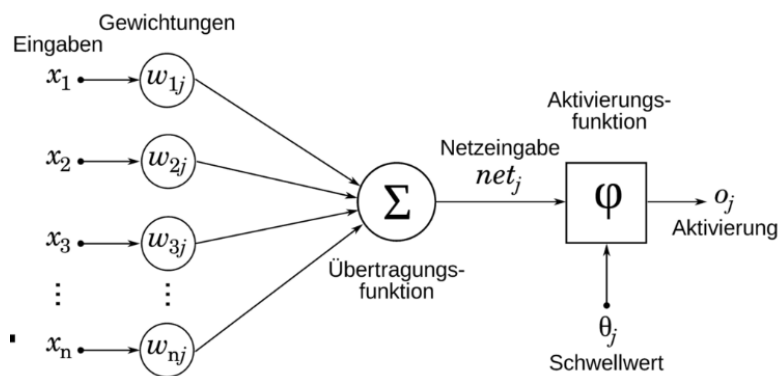 Eingaben
Gewichtungen
x₁
w₁ⱼ
x₂
w₂ⱼ
x₃
w₃ⱼ
⋮ ⋮
xₙ
wₙⱼ
Σ
Übertragungs-
funktion
Netzeingabe
netⱼ
Aktivierungs-
funktion
φ
oⱼ
Aktivierung
θⱼ
Schwellwert